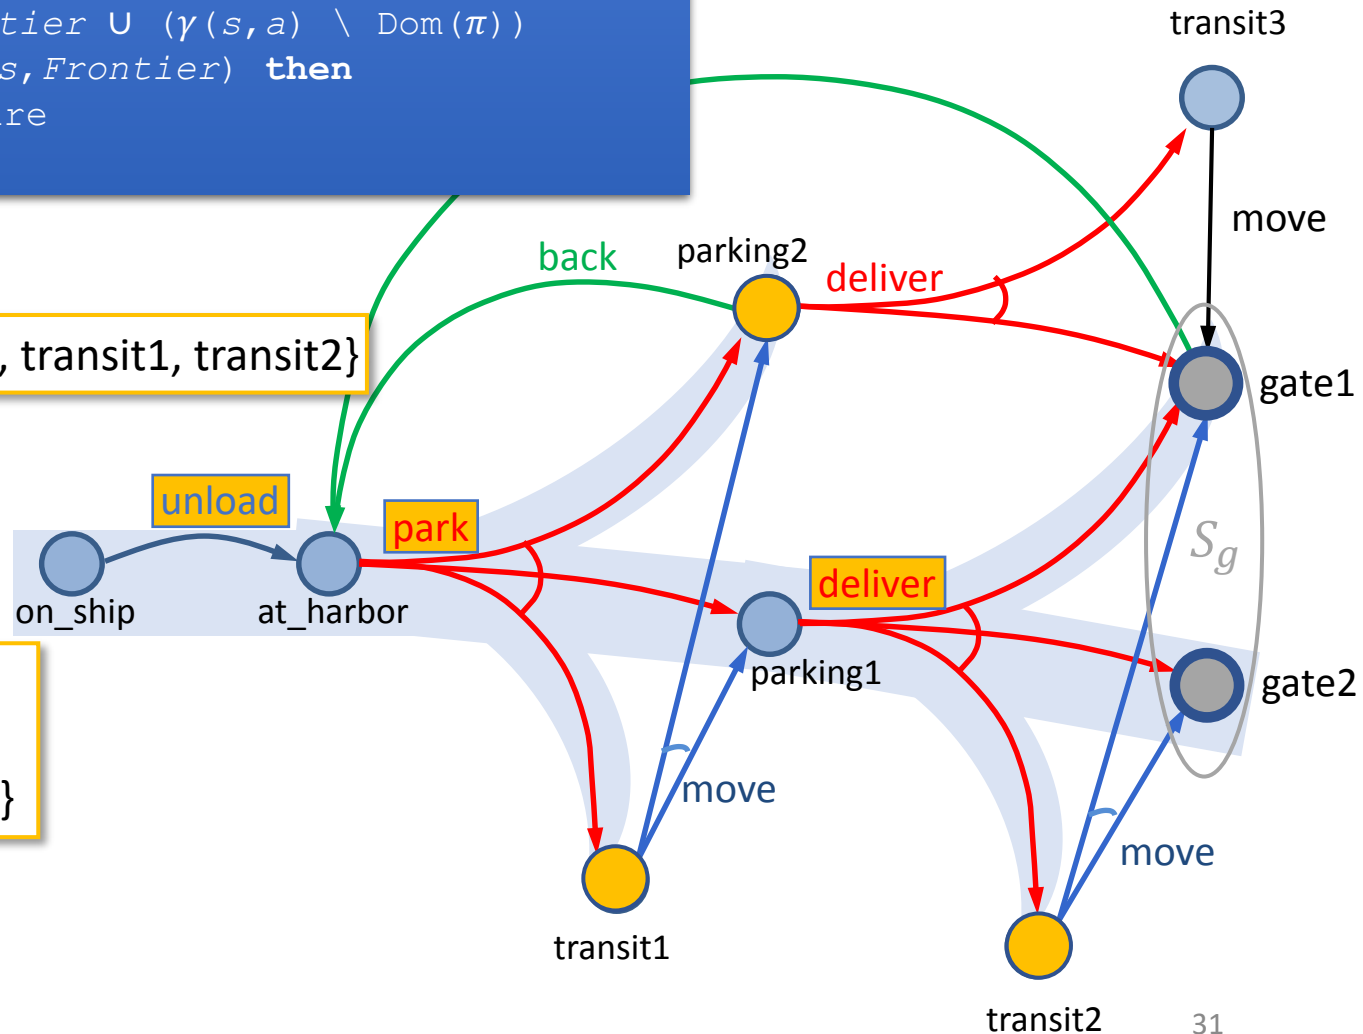 tier ∪ (γ(s,a) \ Dom(π))
s,Frontier) then
re
transit3
move
back
parking2
deliver
, transit1, transit2}
gate1
unload
park
S_g
deliver
on_ship
at_harbor
parking1
gate2
}
move
move
transit1
transit2
31